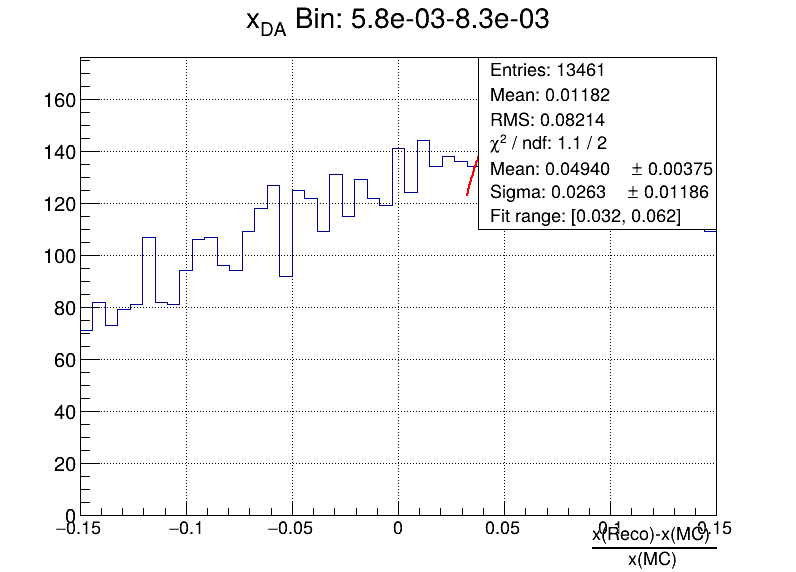 x_DA Bin: 5.8e-03-8.3e-03
Entries: 13461
Mean: 0.01182
RMS: 0.08214
χ² / ndf: 1.1 / 2
Mean: 0.04940 ± 0.00375
Sigma: 0.0263 ± 0.01186
Fit range: [0.032, 0.062]
160
140
120
100
80
60
40
20
0
−0.15 −0.1 −0.05 0 0.05 0.1 0.15
x(Reco)-x(MC)
x(MC)